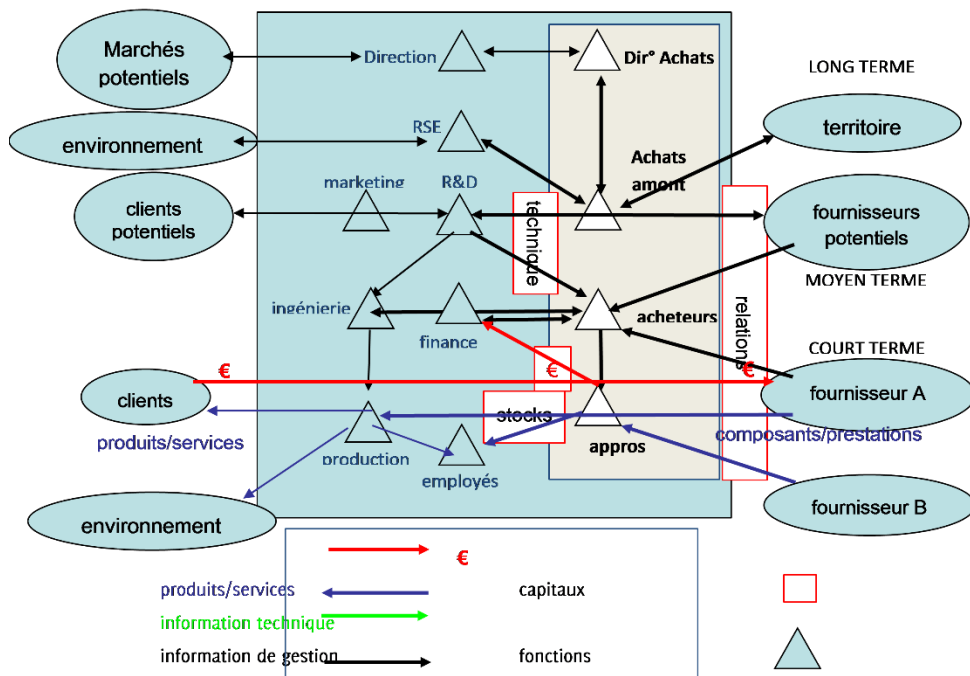 Marchés
potentiels
Direction
Dir° Achats
LONG TERME
environnement
RSE
territoire
Achats
amont
marketing
R&D
clients
potentiels
technique
fournisseurs
potentiels
MOYEN TERME
ingénierie
finance
acheteurs
relations
COURT TERME
€
€
€
clients
fournisseur A
produits/services
stocks
composants/prestations
production
appros
employés
environnement
fournisseur B
€
produits/services
capitaux
information technique
information de gestion
fonctions